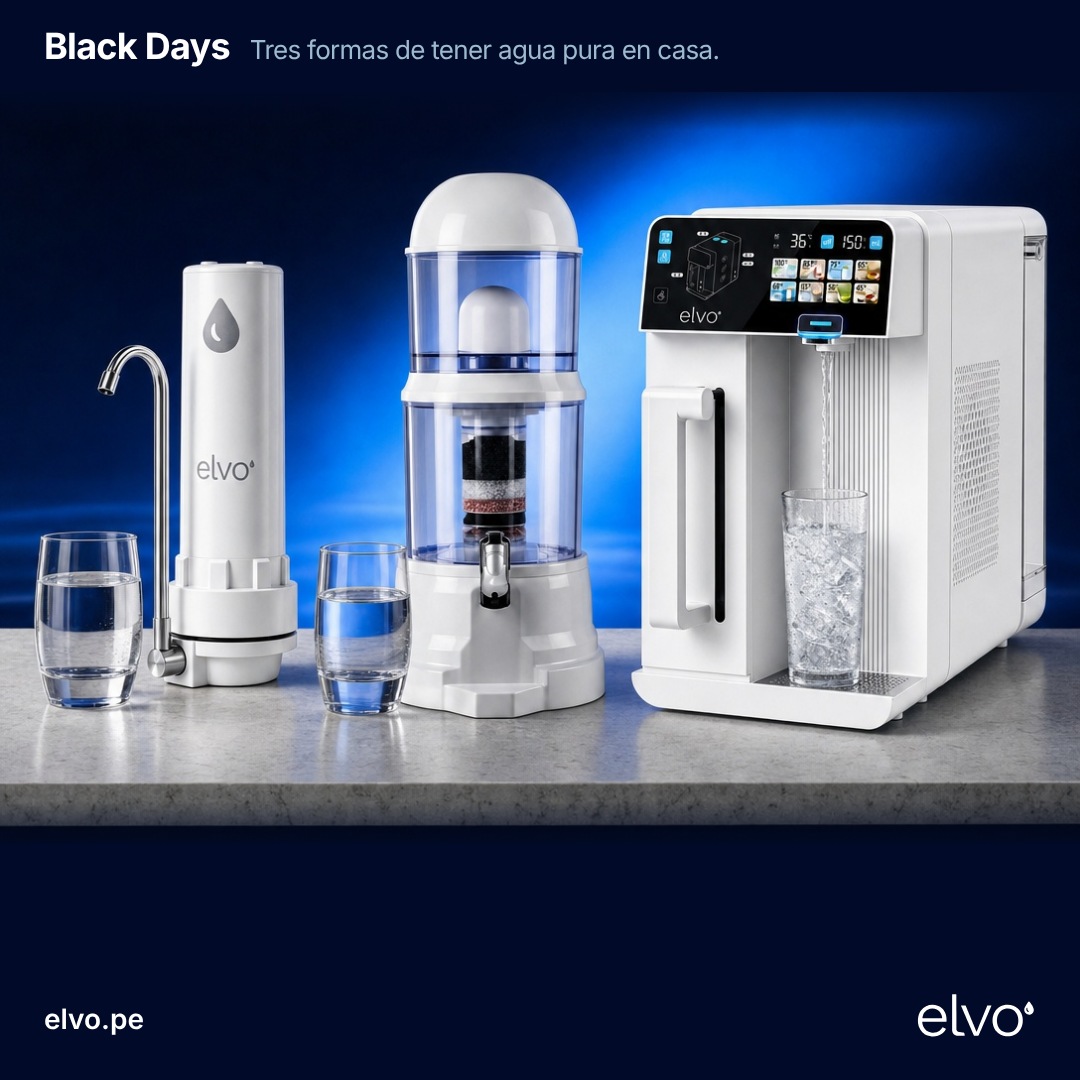 Black Days Tres formas de tener agua pura en casa.
36°
150
elvo
elvo
elvo.pe
elvo